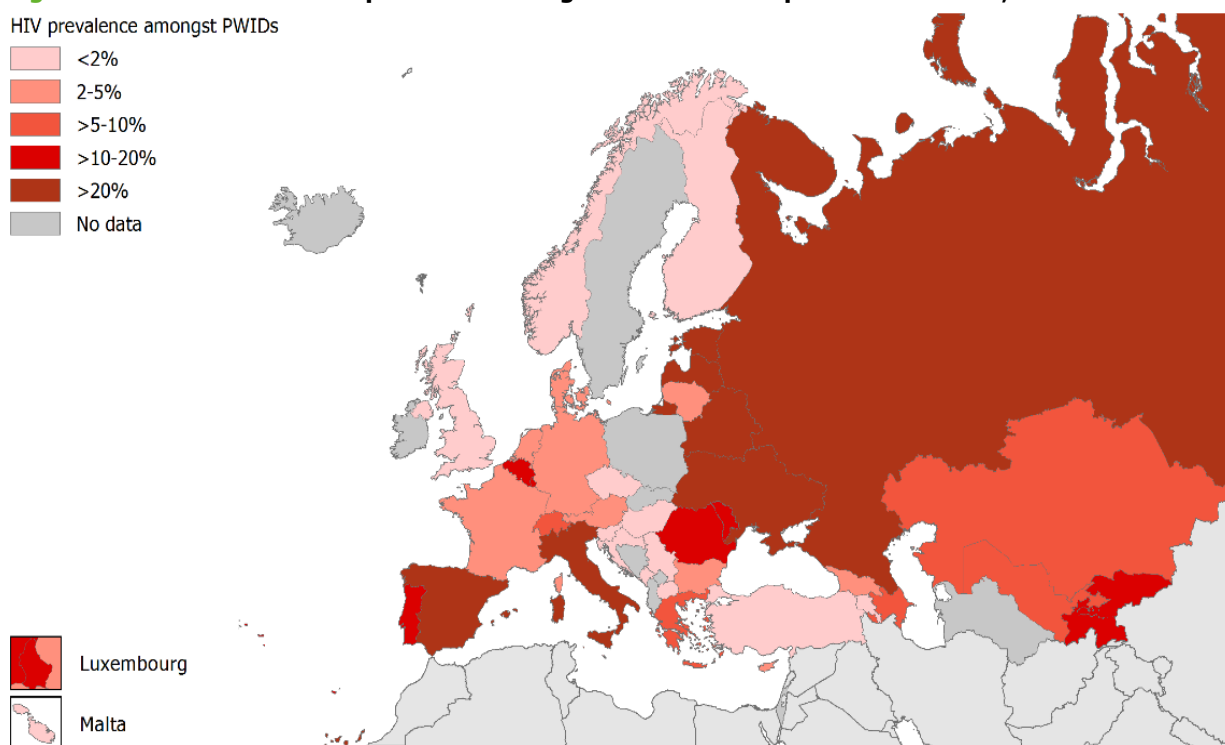 HIV prevalence amongst PWIDs
<2%
2-5%
>5-10%
>10-20%
>20%
No data
Luxembourg
Malta